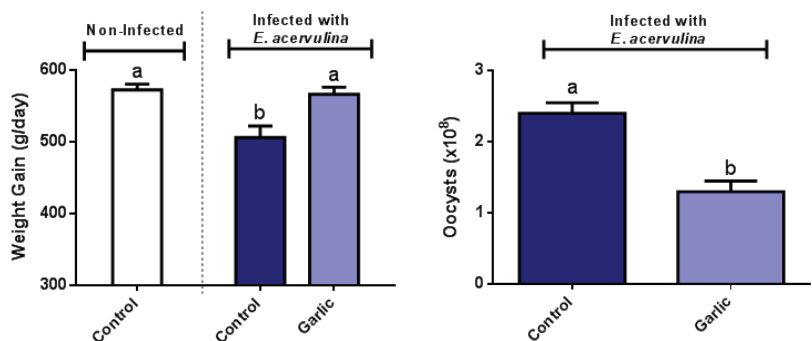 Non-Infected
Infected with
E. acervulina
Weight Gain (g/day)
600
500
400
300
a
b
a
Control
Control
Garlic
Infected with
E. acervulina
Oocysts (x10⁸)
3
2
1
0
a
b
Control
Garlic